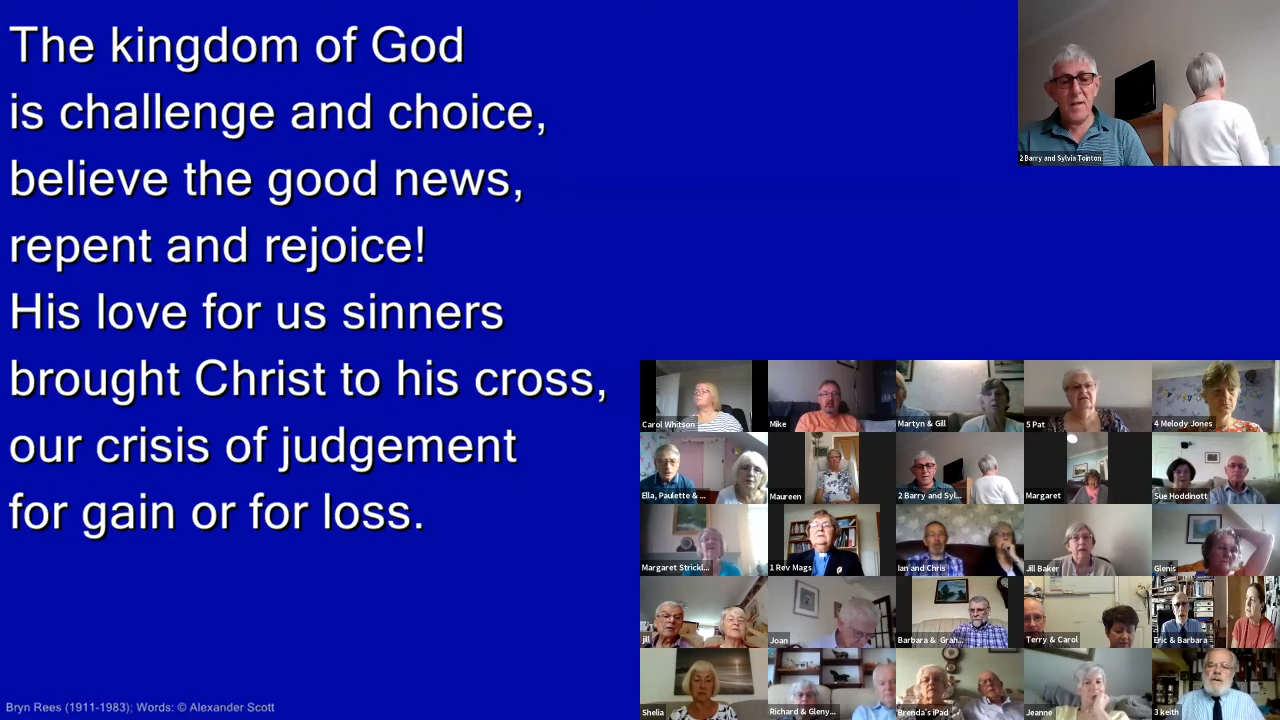 The kingdom of God
is challenge and choice,
believe the good news,
repent and rejoice!
His love for us sinners
brought Christ to his cross,
our crisis of judgement
for gain or for loss.
Bryn Rees (1911-1983); Words: © Alexander Scott
2 Barry and Sylvia Tointon
Carol Whitson
Mike
Martyn & Gill
5 Pat
4 Melody Jones
Ella, Paulette & ...
Maureen
2 Barry and Syl...
Margaret
Sue Hoddinott
Margaret Strickl...
1 Rev Mags
Ian and Chris
Jill Baker
Glenis
jill
Joan
Barbara & Grah...
Terry & Carol
Eric & Barbara
Shelia
Richard & Gleny...
Brenda's iPad
Jeanne
3 keith